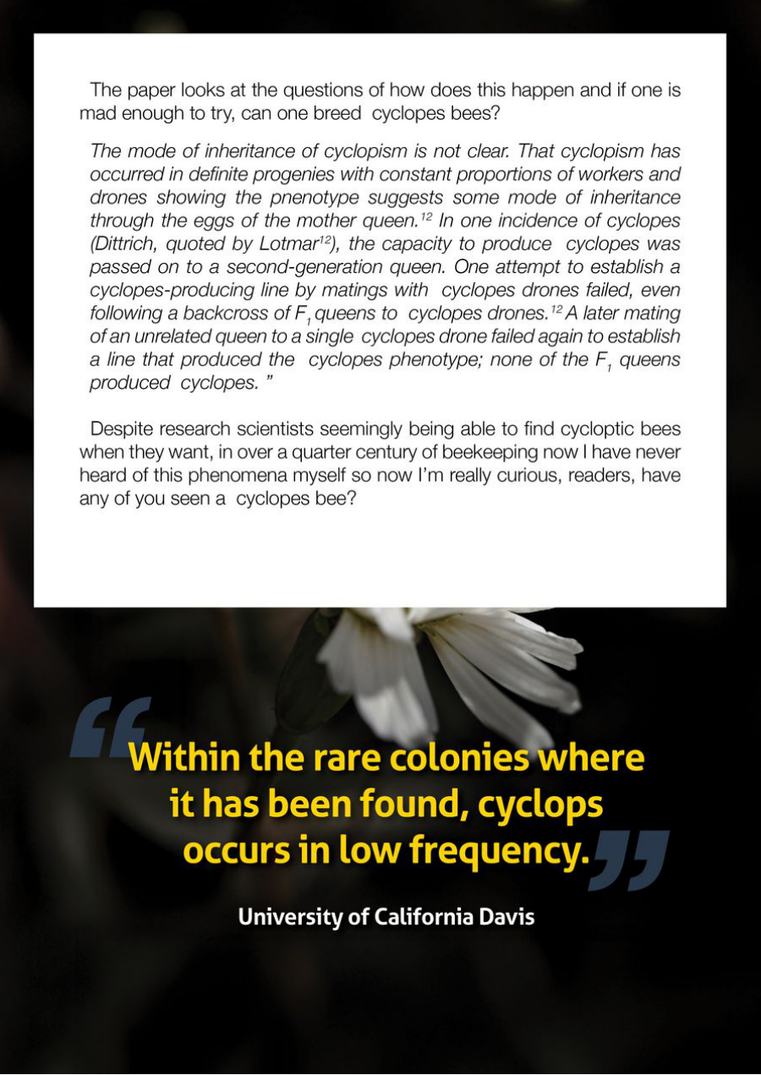 The paper looks at the questions of how does this happen and if one is
mad enough to try, can one breed cyclopes bees?
The mode of inheritance of cyclopism is not clear. That cyclopism has
occurred in definite progenies with constant proportions of workers and
drones showing the pnenotype suggests some mode of inheritance
through the eggs of the mother queen.12 In one incidence of cyclopes
(Dittrich, quoted by Lotmar12), the capacity to produce cyclopes was
passed on to a second-generation queen. One attempt to establish a
cyclopes-producing line by matings with cyclopes drones failed, even
following a backcross of F1 queens to cyclopes drones.12 A later mating
of an unrelated queen to a single cyclopes drone failed again to establish
a line that produced the cyclopes phenotype; none of the F1 queens
produced cyclopes. ”
Despite research scientists seemingly being able to find cycloptic bees
when they want, in over a quarter century of beekeeping now I have never
heard of this phenomena myself so now I’m really curious, readers, have
any of you seen a cyclopes bee?
“Within the rare colonies where
it has been found, cyclops
occurs in low frequency.”
University of California Davis